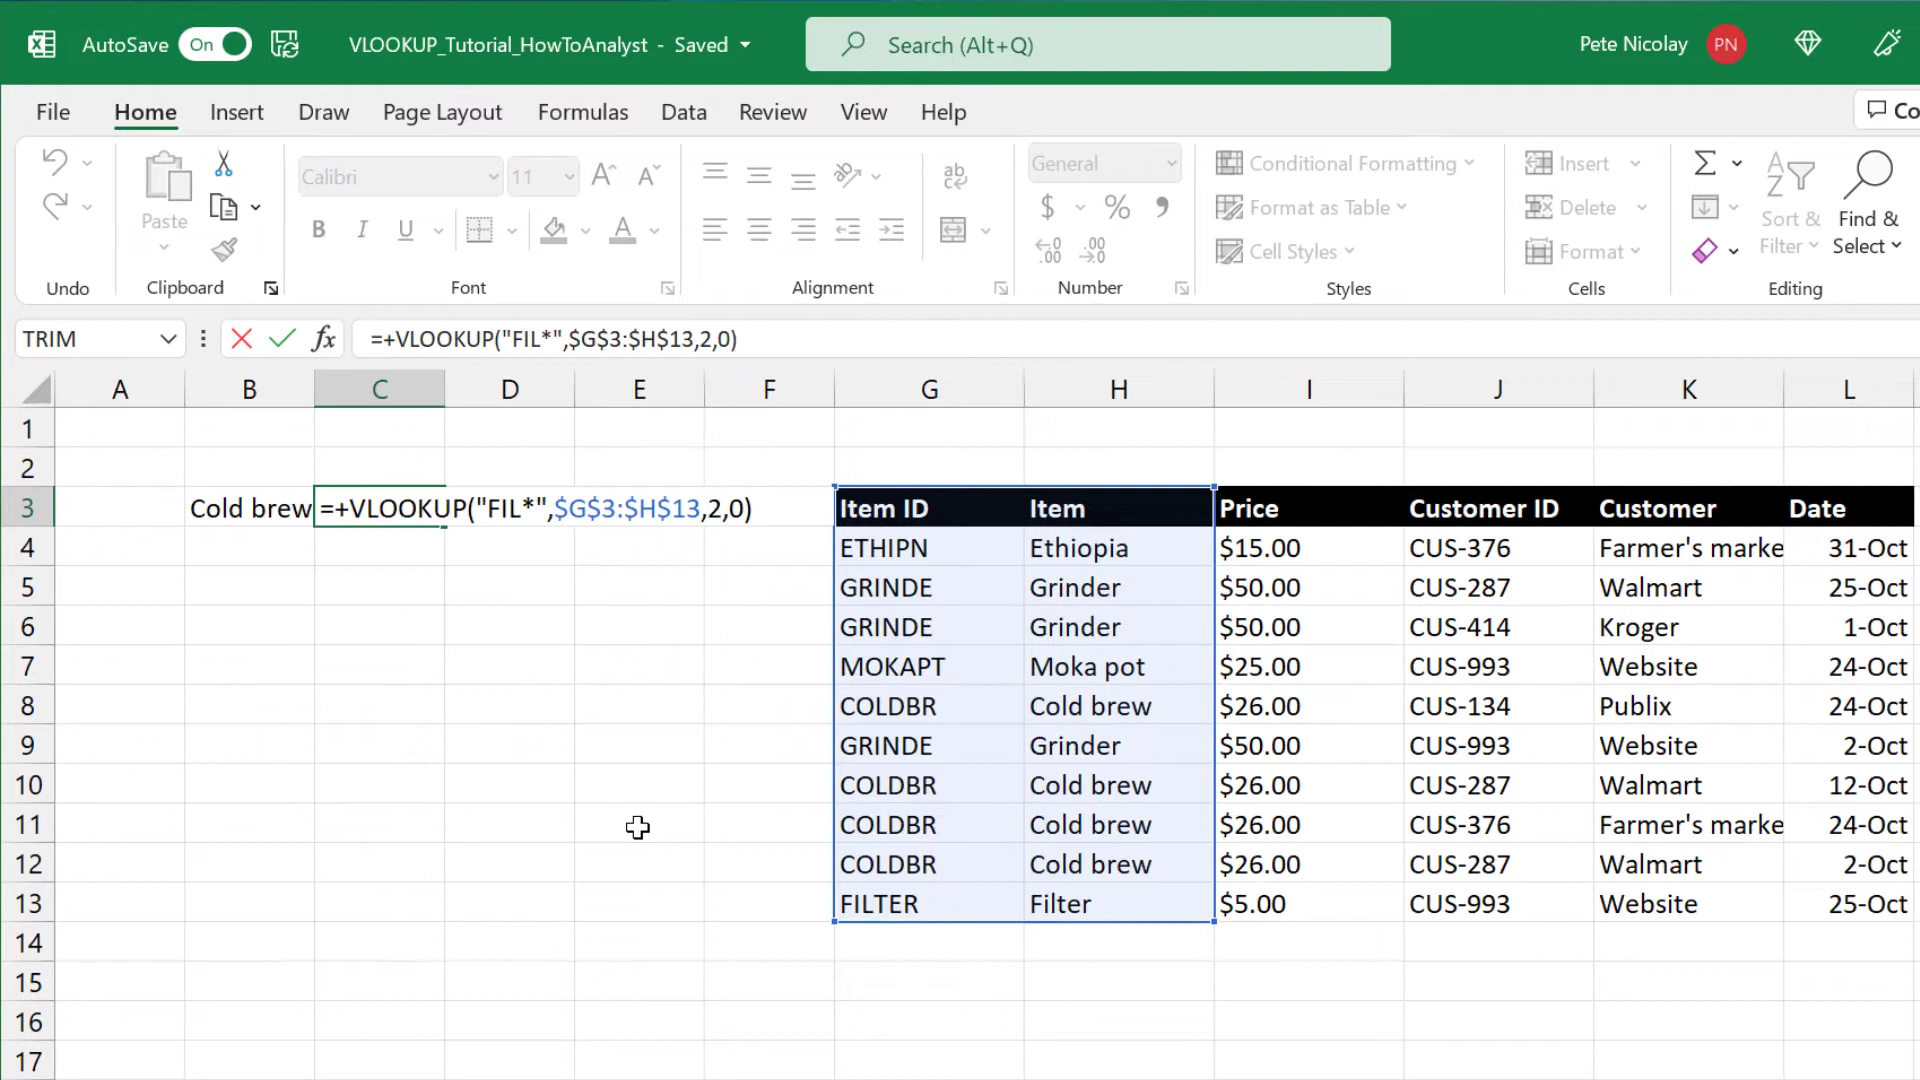 AutoSave On VLOOKUP_Tutorial_HowToAnalyst - Saved Search (Alt+Q) Pete Nicolay PN
File Home Insert Draw Page Layout Formulas Data Review View Help Co
Paste Calibri 11 General Conditional Formatting Insert
B I U A $ % 9 Format as Table Delete Sort & Filter Find & Select
Cell Styles Format
Undo Clipboard Font Alignment Number Styles Cells Editing
TRIM fx =+VLOOKUP("FIL*",$G$3:$H$13,2,0)
A B C D E F G H I J K L
1
2
3 Cold brew =+VLOOKUP("FIL*",$G$3:$H$13,2,0) Item ID Item Price Customer ID Customer Date
4 ETHIPN Ethiopia $15.00 CUS-376 Farmer's marke 31-Oct
5 GRINDE Grinder $50.00 CUS-287 Walmart 25-Oct
6 GRINDE Grinder $50.00 CUS-414 Kroger 1-Oct
7 MOKAPT Moka pot $25.00 CUS-993 Website 24-Oct
8 COLDBR Cold brew $26.00 CUS-134 Publix 24-Oct
9 GRINDE Grinder $50.00 CUS-993 Website 2-Oct
10 COLDBR Cold brew $26.00 CUS-287 Walmart 12-Oct
11 COLDBR Cold brew $26.00 CUS-376 Farmer's marke 24-Oct
12 COLDBR Cold brew $26.00 CUS-287 Walmart 2-Oct
13 FILTER Filter $5.00 CUS-993 Website 25-Oct
14
15
16
17